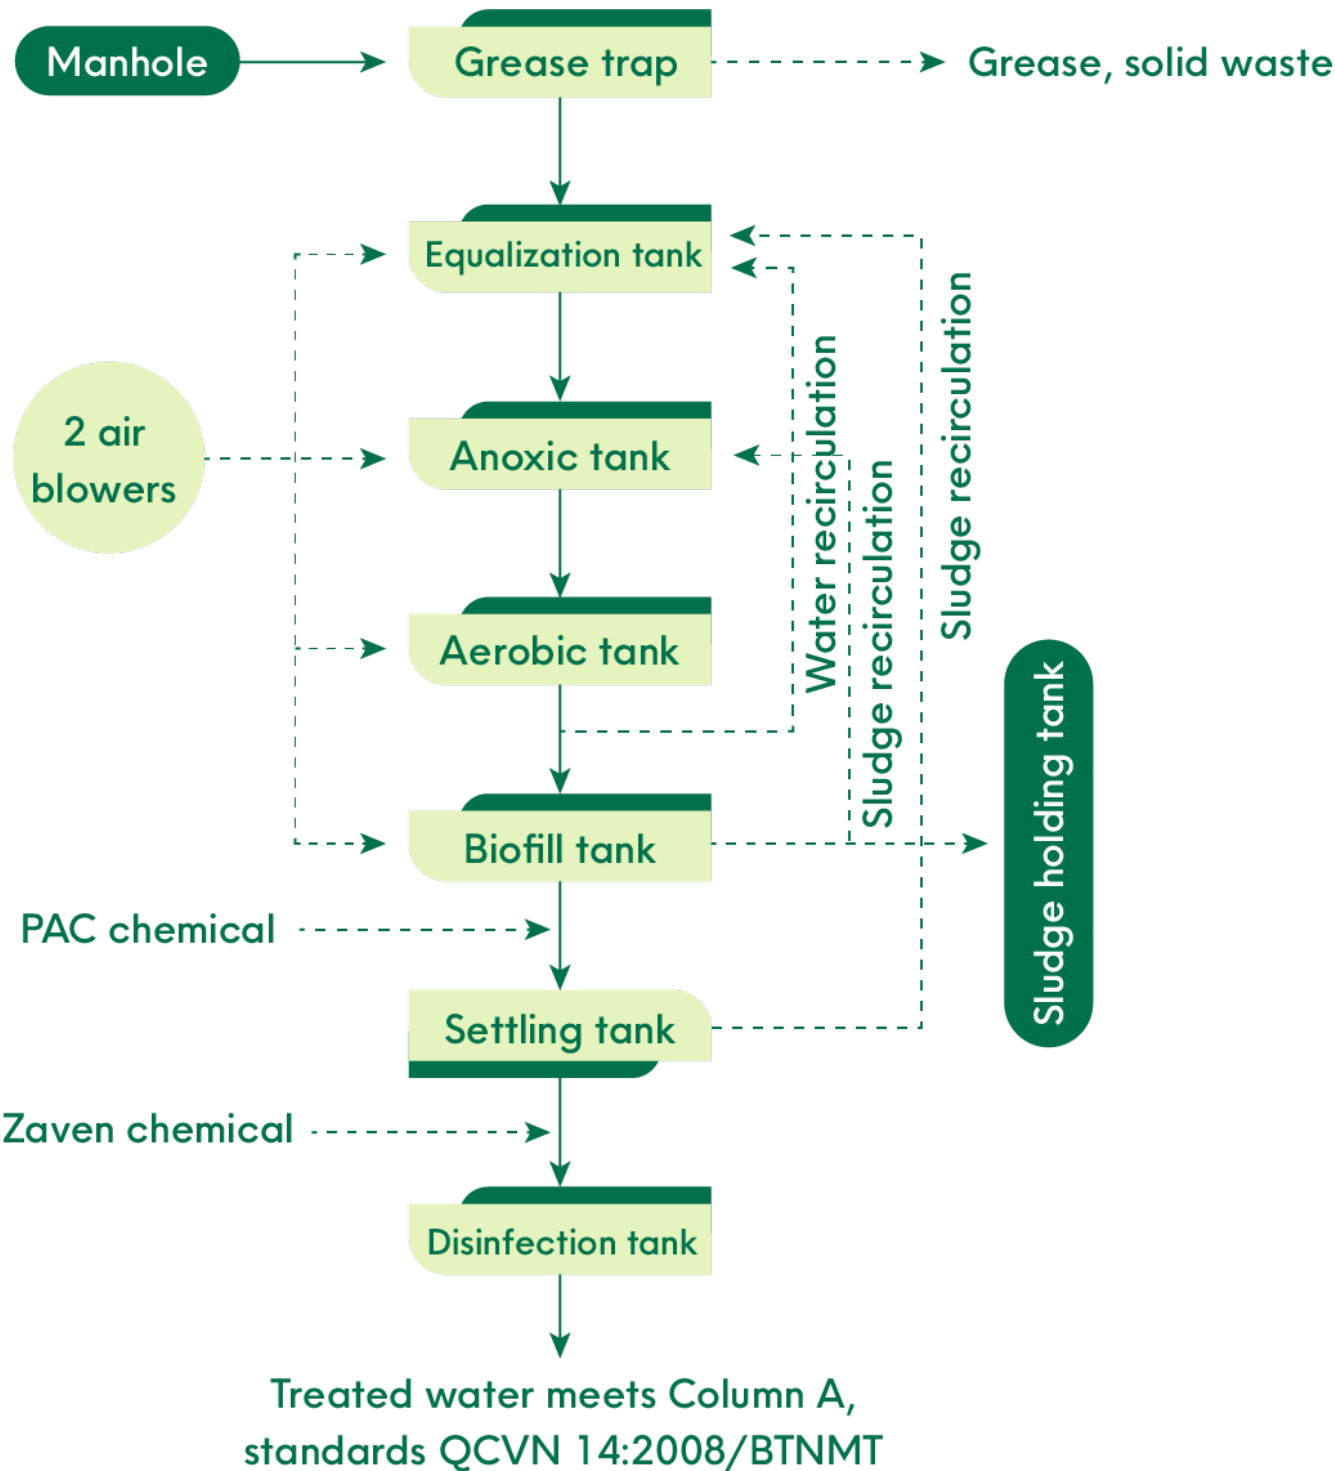 Manhole
Grease trap
Grease, solid waste
Equalization tank
2 air
blowers
Anoxic tank
Water recirculation
Sludge recirculation
Sludge recirculation
Aerobic tank
Sludge holding tank
Biofill tank
PAC chemical
Settling tank
Zaven chemical
Disinfection tank
Treated water meets Column A,
standards QCVN 14:2008/BTNMT